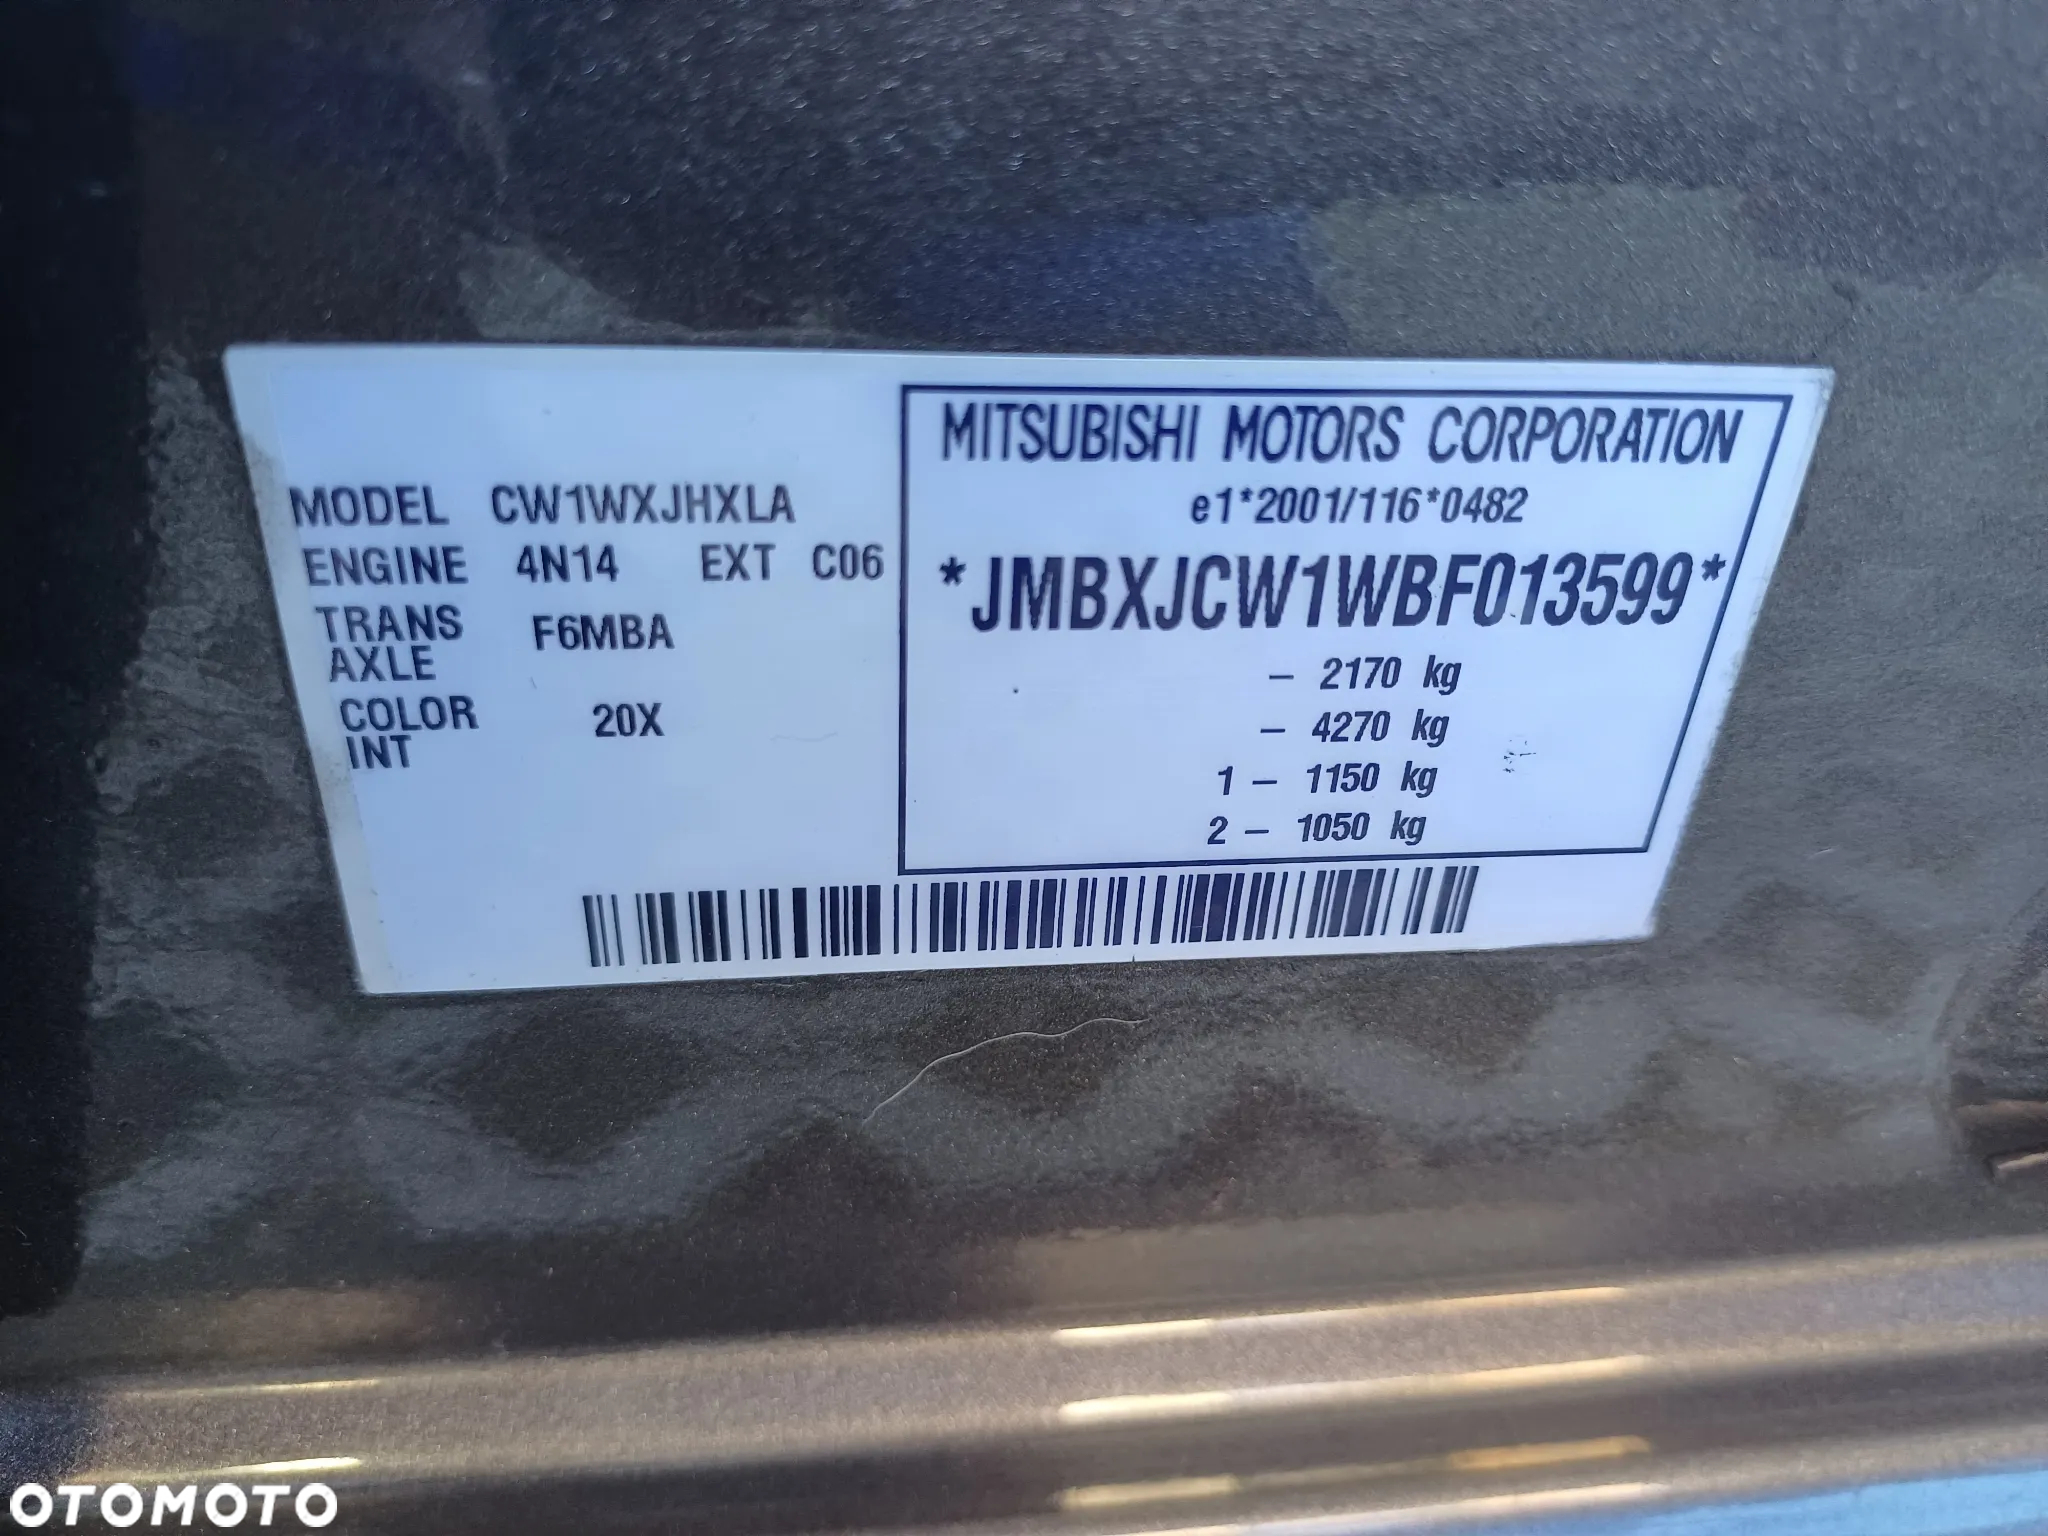 MODEL CW1WXJHXLA
ENGINE 4N14 EXT C06
TRANS
AXLE F6MBA
COLOR
INT 20X
MITSUBISHI MOTORS CORPORATION
e1*2001/116*0482
*JMBXJCW1WBF013599*
– 2170 kg
– 4270 kg
1 – 1150 kg
2 – 1050 kg
OTOMOTO